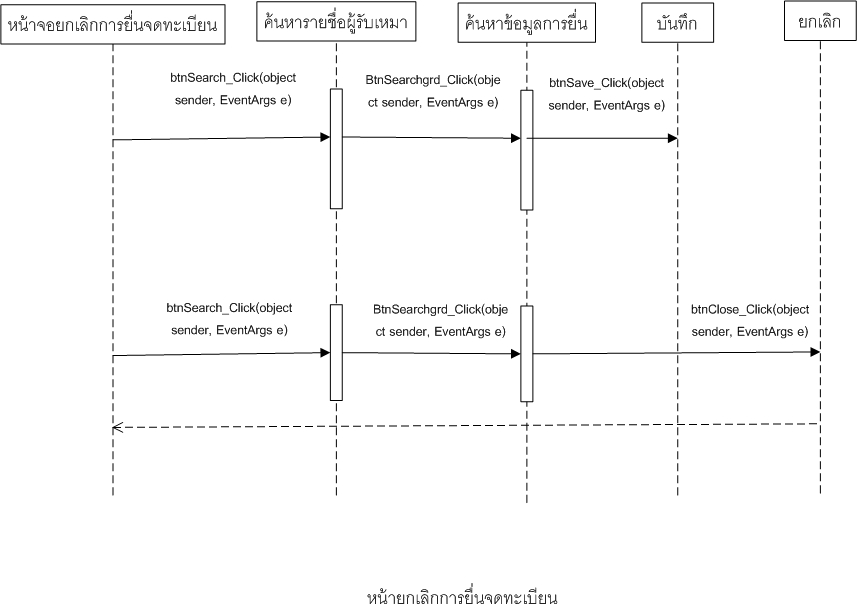 หน้าจอยกเลิกการยื่นจดทะเบียน
ค้นหารายชื่อผู้รับเหมา
ค้นหาข้อมูลการยื่น
บันทึก
ยกเลิก
btnSearch_Click(object
sender, EventArgs e)
BtnSearchgrd_Click(obje
ct sender, EventArgs e)
btnSave_Click(object
sender, EventArgs e)
btnSearch_Click(object
sender, EventArgs e)
BtnSearchgrd_Click(obje
ct sender, EventArgs e)
btnClose_Click(object
sender, EventArgs e)
หน้ายกเลิกการยื่นจดทะเบียน